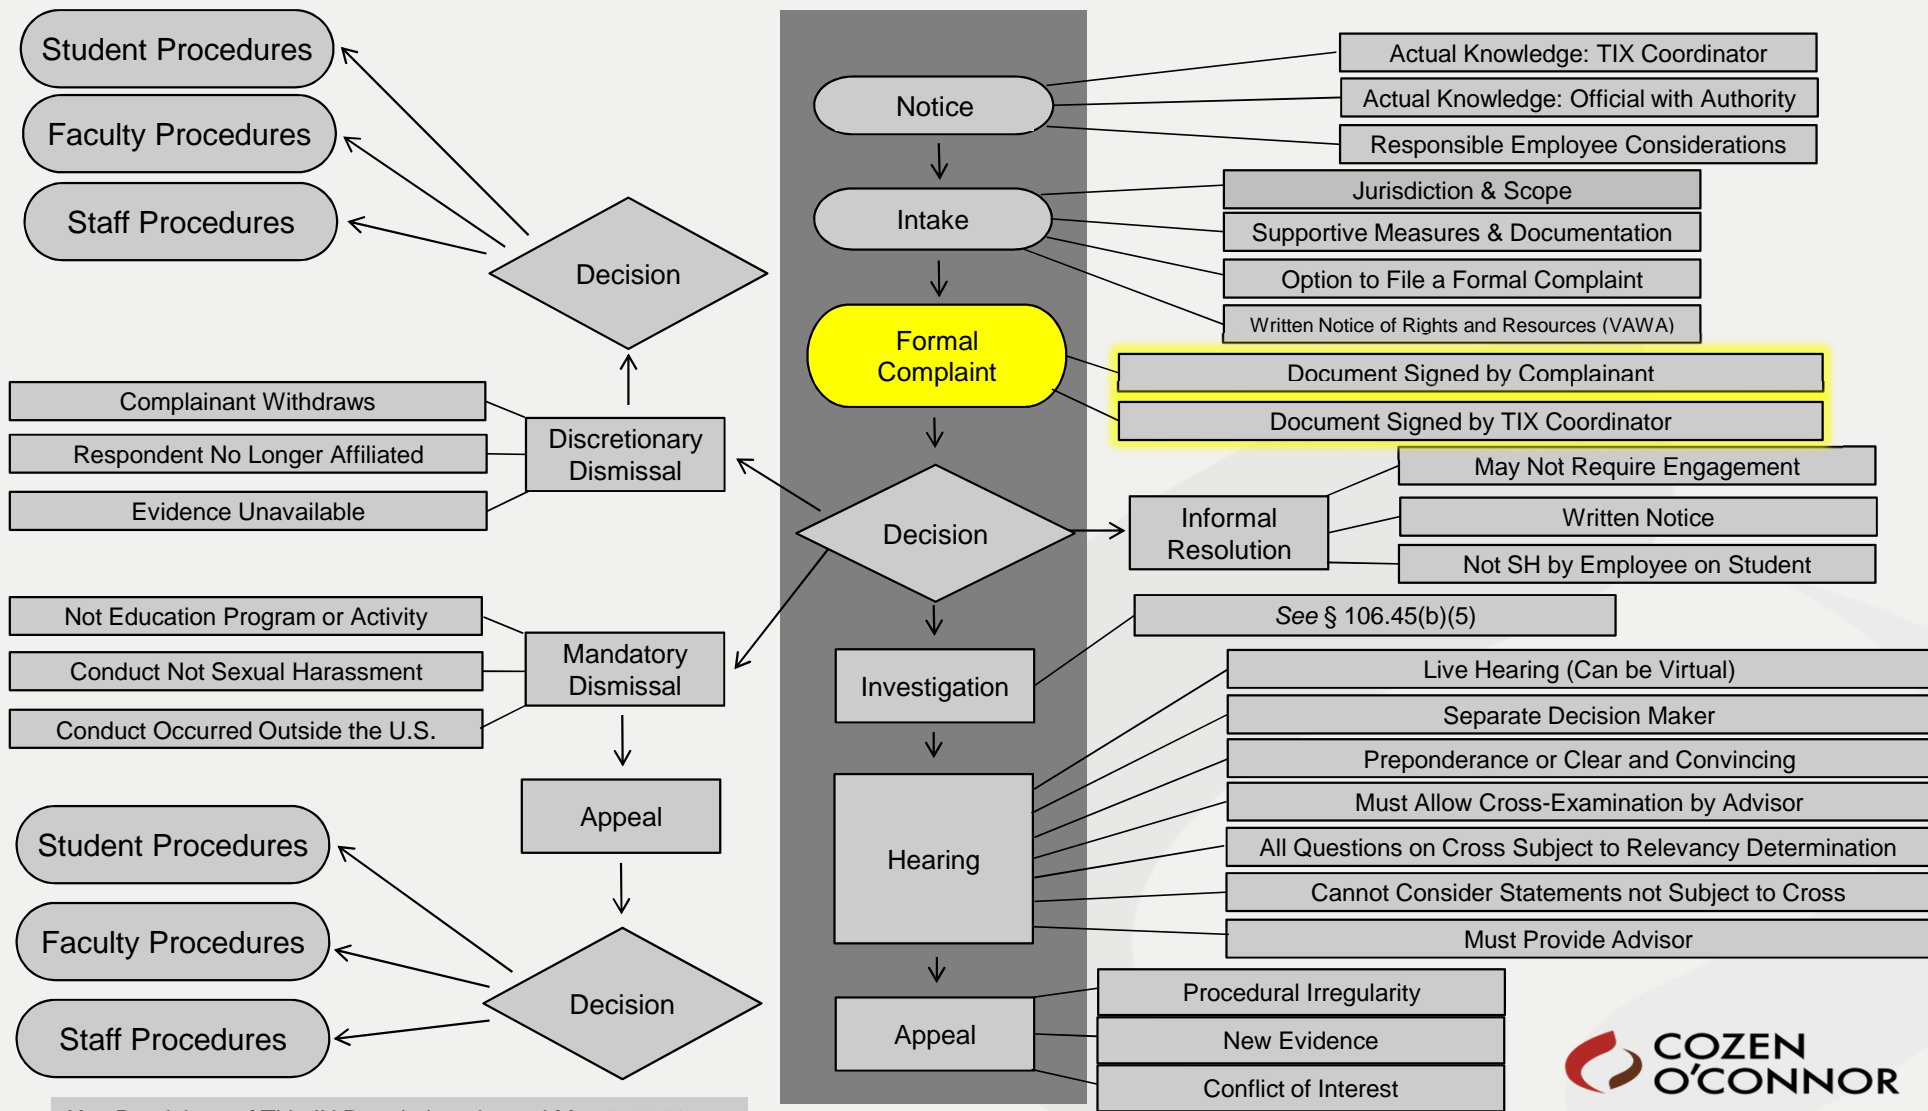 Student Procedures
Faculty Procedures
Staff Procedures
Decision
Complainant Withdraws
Respondent No Longer Affiliated
Evidence Unavailable
Discretionary
Dismissal
Not Education Program or Activity
Conduct Not Sexual Harassment
Conduct Occurred Outside the U.S.
Mandatory
Dismissal
Appeal
Student Procedures
Faculty Procedures
Staff Procedures
Decision
Notice
Actual Knowledge: TIX Coordinator
Actual Knowledge: Official with Authority
Responsible Employee Considerations
Intake
Jurisdiction & Scope
Supportive Measures & Documentation
Option to File a Formal Complaint
Written Notice of Rights and Resources (VAWA)
Formal
Complaint
Document Signed by Complainant
Document Signed by TIX Coordinator
Decision
Informal
Resolution
May Not Require Engagement
Written Notice
Not SH by Employee on Student
Investigation
See § 106.45(b)(5)
Hearing
Live Hearing (Can be Virtual)
Separate Decision Maker
Preponderance or Clear and Convincing
Must Allow Cross-Examination by Advisor
All Questions on Cross Subject to Relevancy Determination
Cannot Consider Statements not Subject to Cross
Must Provide Advisor
Appeal
Procedural Irregularity
New Evidence
Conflict of Interest
COZEN
O'CONNOR